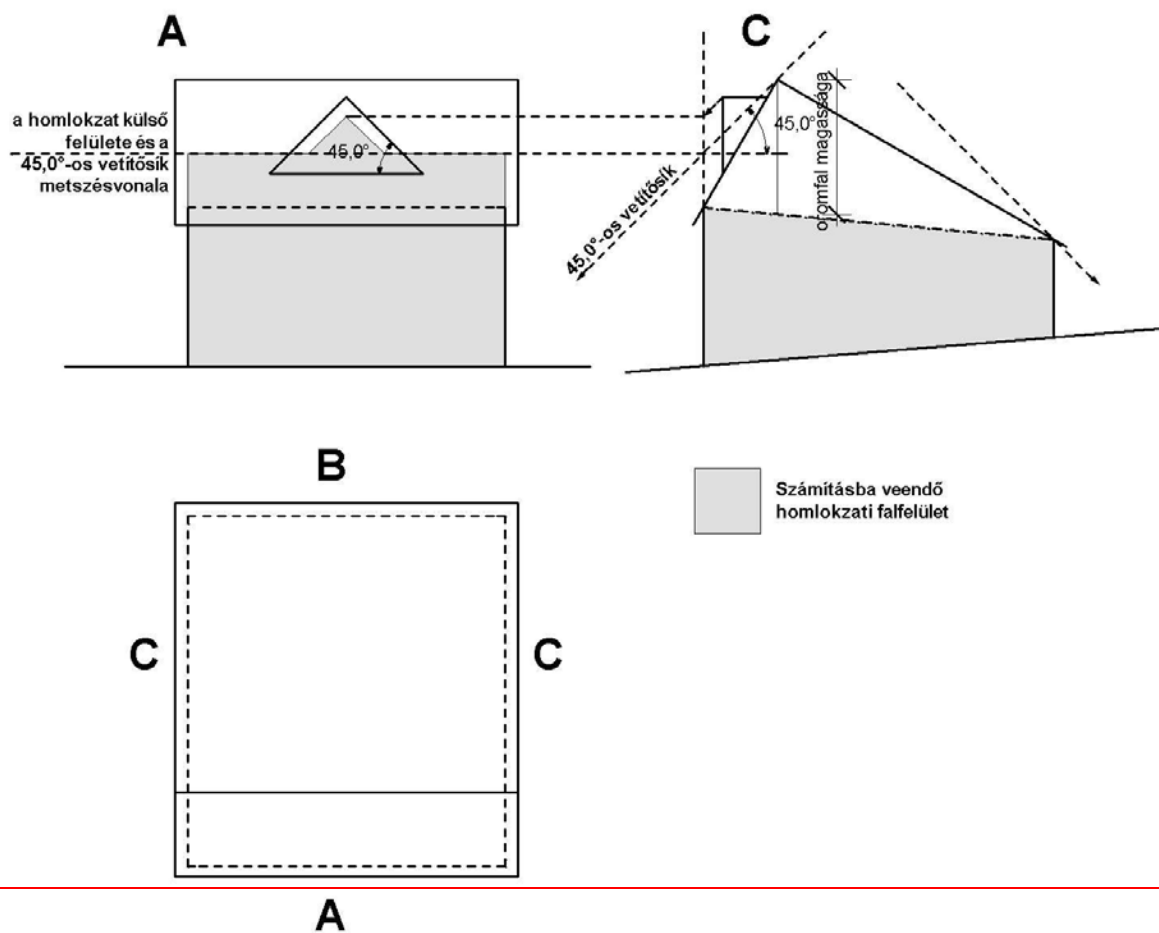 A
C
a homlokzat külső
felülete és a
45,0°-os vetítősík
metszésvonala
45,0°
45,0°
oromfal magassága
45,0°-os vetítősík
B
Számításba veendő
homlokzati falfelület
C
C
A